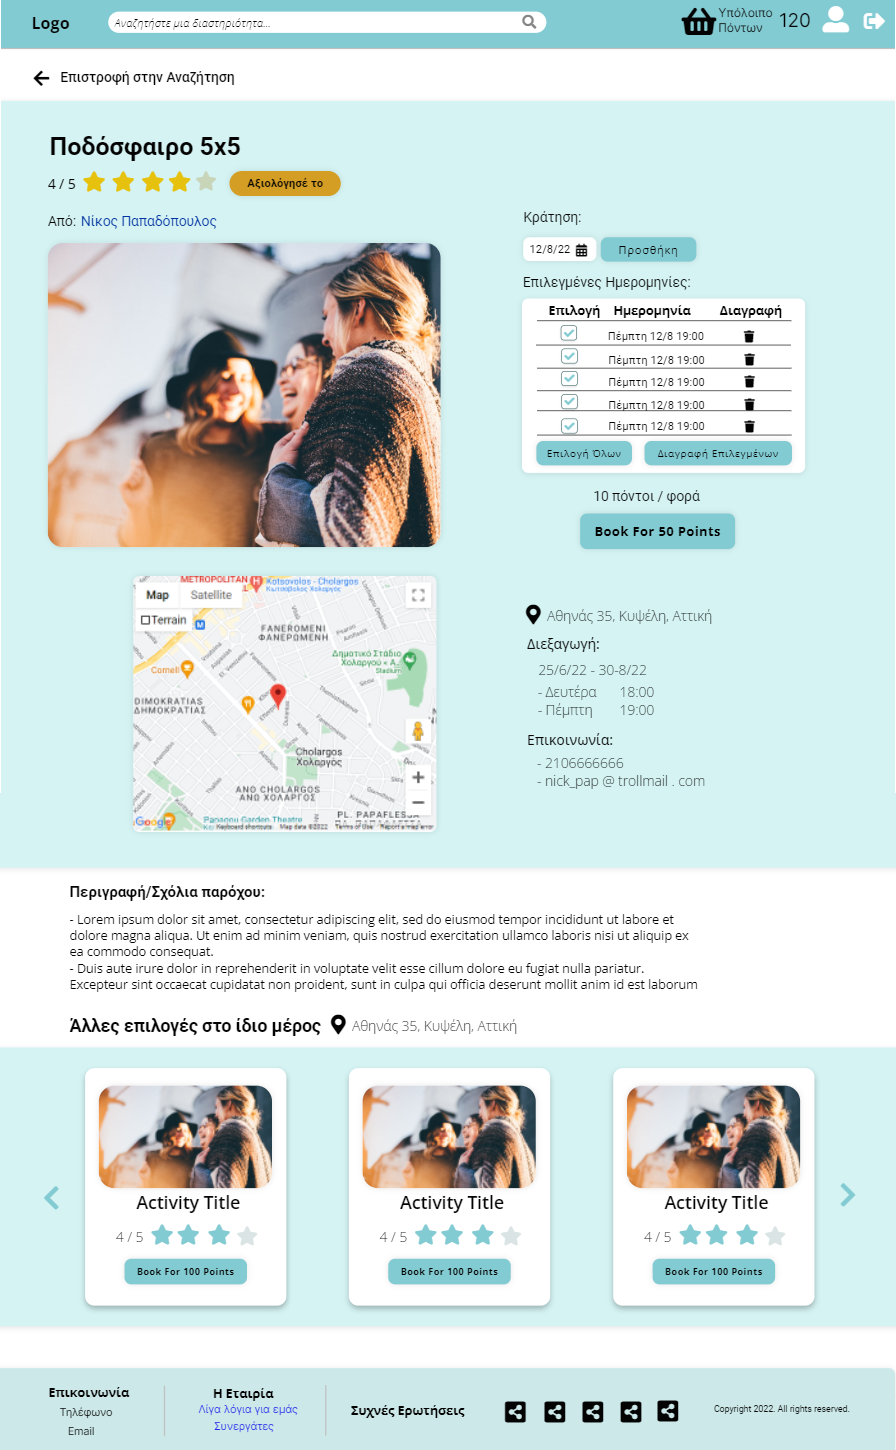 Logo
Αναζητήστε μια διαστηριότητα...
Υπόλοιπο
Πόντων
120
Επιστροφή στην Αναζήτηση
Ποδόσφαιρο 5x5
4 / 5
Αξιολόγησέ το
Από: Νίκος Παπαδόπουλος
Κράτηση:
12/8/22
Προσθήκη
Επιλεγμένες Ημερομηνίες:
Επιλογή Ημερομηνία Διαγραφή
Πέμπτη 12/8 19:00
Πέμπτη 12/8 19:00
Πέμπτη 12/8 19:00
Πέμπτη 12/8 19:00
Πέμπτη 12/8 19:00
Επιλογή Όλων
Διαγραφή Επιλεγμένων
10 πόντοι / φορά
Book For 50 Points
METROPOLITAN
Kotsovolos - Cholargos
Κωτσόβολος Χολαργός
Map
Satellite
Terrain
FANEROMENI
ΦΑΝΕΡΩΜΕΝΗ
Δημοτικό Στάδιο
Χολαργού « Α...
Stadium
Cornell
DIMOKRATIAS
ΔΗΜΟΚΡΑΤΙΑΣ
Cholargos
Χολαργός
ANO CHOLARGOS
ΑΝΩ ΧΟΛΑΡΓΟΣ
PL. PAPAFLESSA
Papagou Garden Theatre
Google
Keyboard shortcuts
Map data ©2022
Terms of Use
Report a map error
Αθηνάς 35, Κυψέλη, Αττική
Διεξαγωγή:
25/6/22 - 30-8/22
- Δευτέρα 18:00
- Πέμπτη 19:00
Επικοινωνία:
- 2106666666
- nick_pap @ trollmail . com
Περιγραφή/Σχόλια παρόχου:
- Lorem ipsum dolor sit amet, consectetur adipiscing elit, sed do eiusmod tempor incididunt ut labore et
dolore magna aliqua. Ut enim ad minim veniam, quis nostrud exercitation ullamco laboris nisi ut aliquip ex
ea commodo consequat.
- Duis aute irure dolor in reprehenderit in voluptate velit esse cillum dolore eu fugiat nulla pariatur.
Excepteur sint occaecat cupidatat non proident, sunt in culpa qui officia deserunt mollit anim id est laborum
Άλλες επιλογές στο ίδιο μέρος
Αθηνάς 35, Κυψέλη, Αττική
Activity Title
4 / 5
Book For 100 Points
Activity Title
4 / 5
Book For 100 Points
Activity Title
4 / 5
Book For 100 Points
Επικοινωνία
Τηλέφωνο
Email
Η Εταιρία
Λίγα λόγια για εμάς
Συνεργάτες
Συχνές Ερωτήσεις
Copyright 2022. All rights reserved.